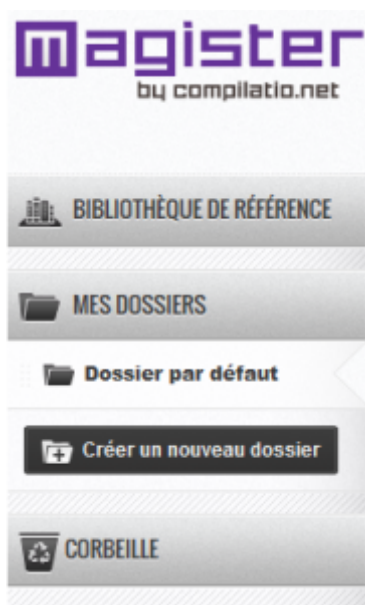 magister
by compilatio.net
BIBLIOTHÈQUE DE RÉFÉRENCE
MES DOSSIERS
Dossier par défaut
Créer un nouveau dossier
CORBEILLE